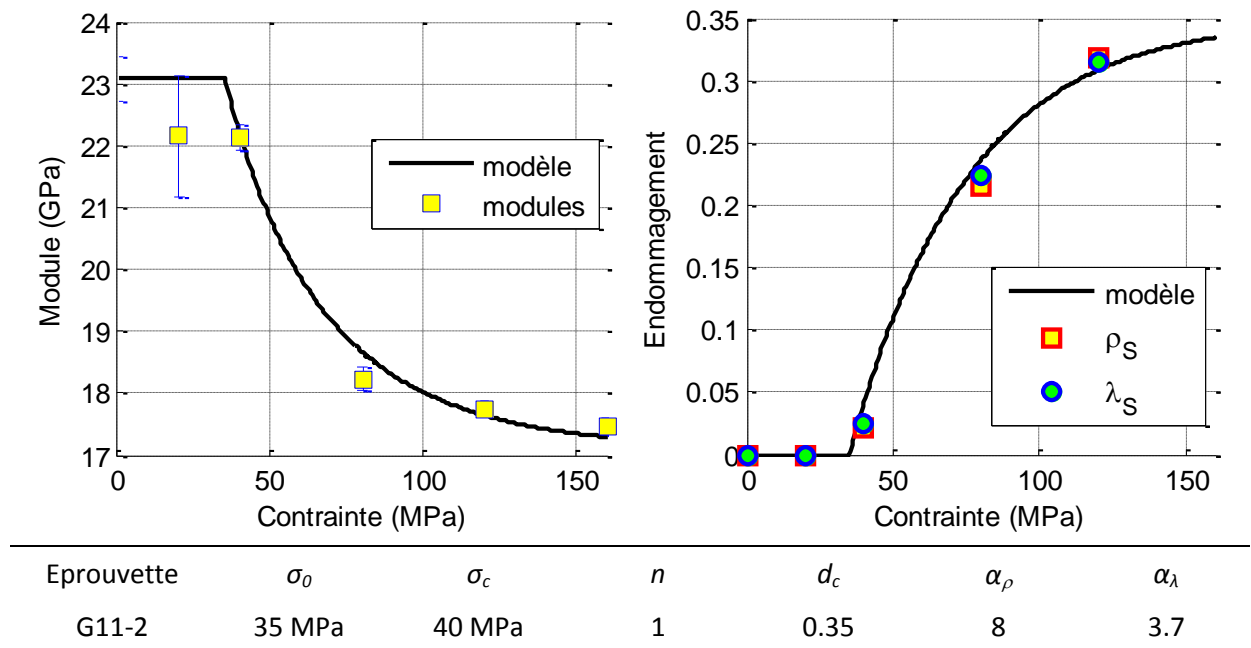 24
23
22
21
20
19
18
17
0
50
100
150
Module (GPa)
Contrainte (MPa)
modèle
modules
0.35
0.3
0.25
0.2
0.15
0.1
0.05
0
0
50
100
150
Endommagement
Contrainte (MPa)
modèle
ρS
λS
Eprouvette σ0 σc n dc αρ αλ
G11-2 35 MPa 40 MPa 1 0.35 8 3.7